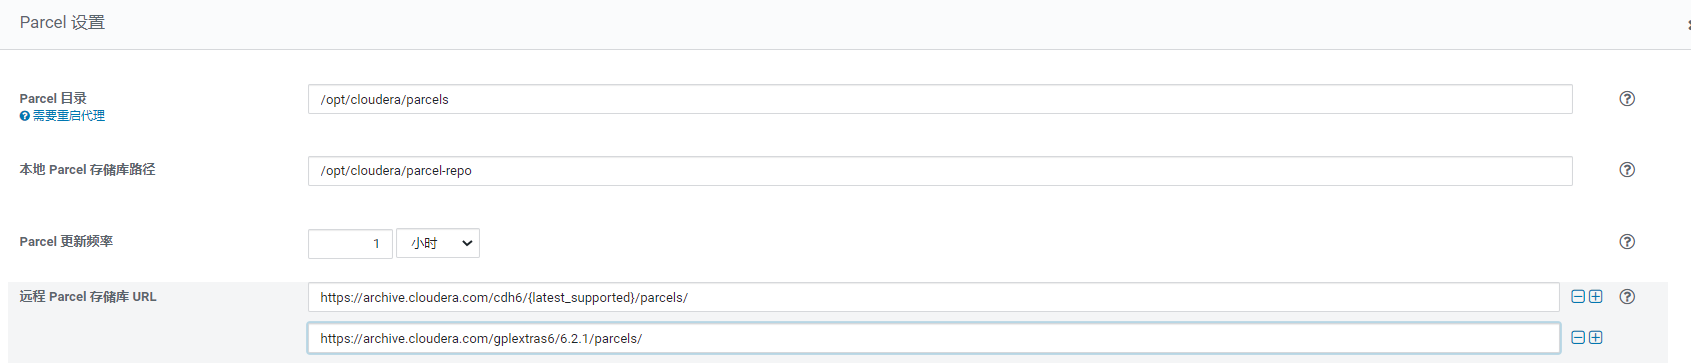 Parcel 设置
Parcel 目录
/opt/cloudera/parcels
需要重启代理
本地 Parcel 存储库路径
/opt/cloudera/parcel-repo
Parcel 更新频率
1 小时
远程 Parcel 存储库 URL
https://archive.cloudera.com/cdh6/{latest_supported}/parcels/
https://archive.cloudera.com/gplextras6/6.2.1/parcels/